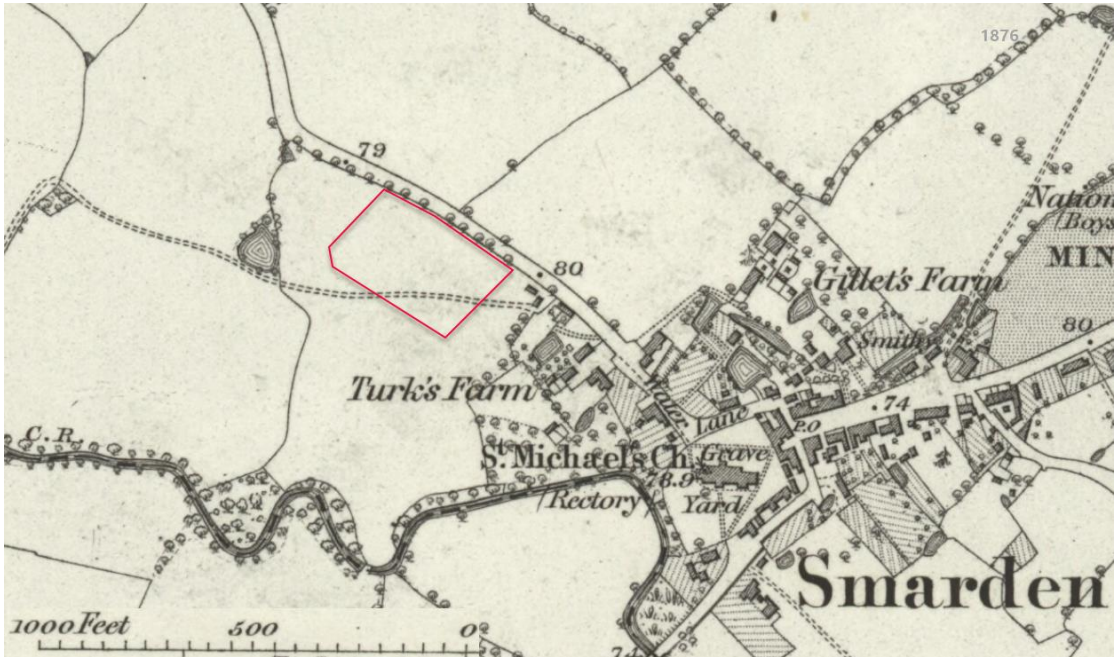 1876
79
Nation
(Boys
MIN
80
Gillet's Farm
80
Smithy
Turk's Farm
Water
Lane
74
P.O
C.R.
St. Michael's Ch.
Grave
78.9
(Rectory)
Yard
Smarden
1000 Feet 500 0
74